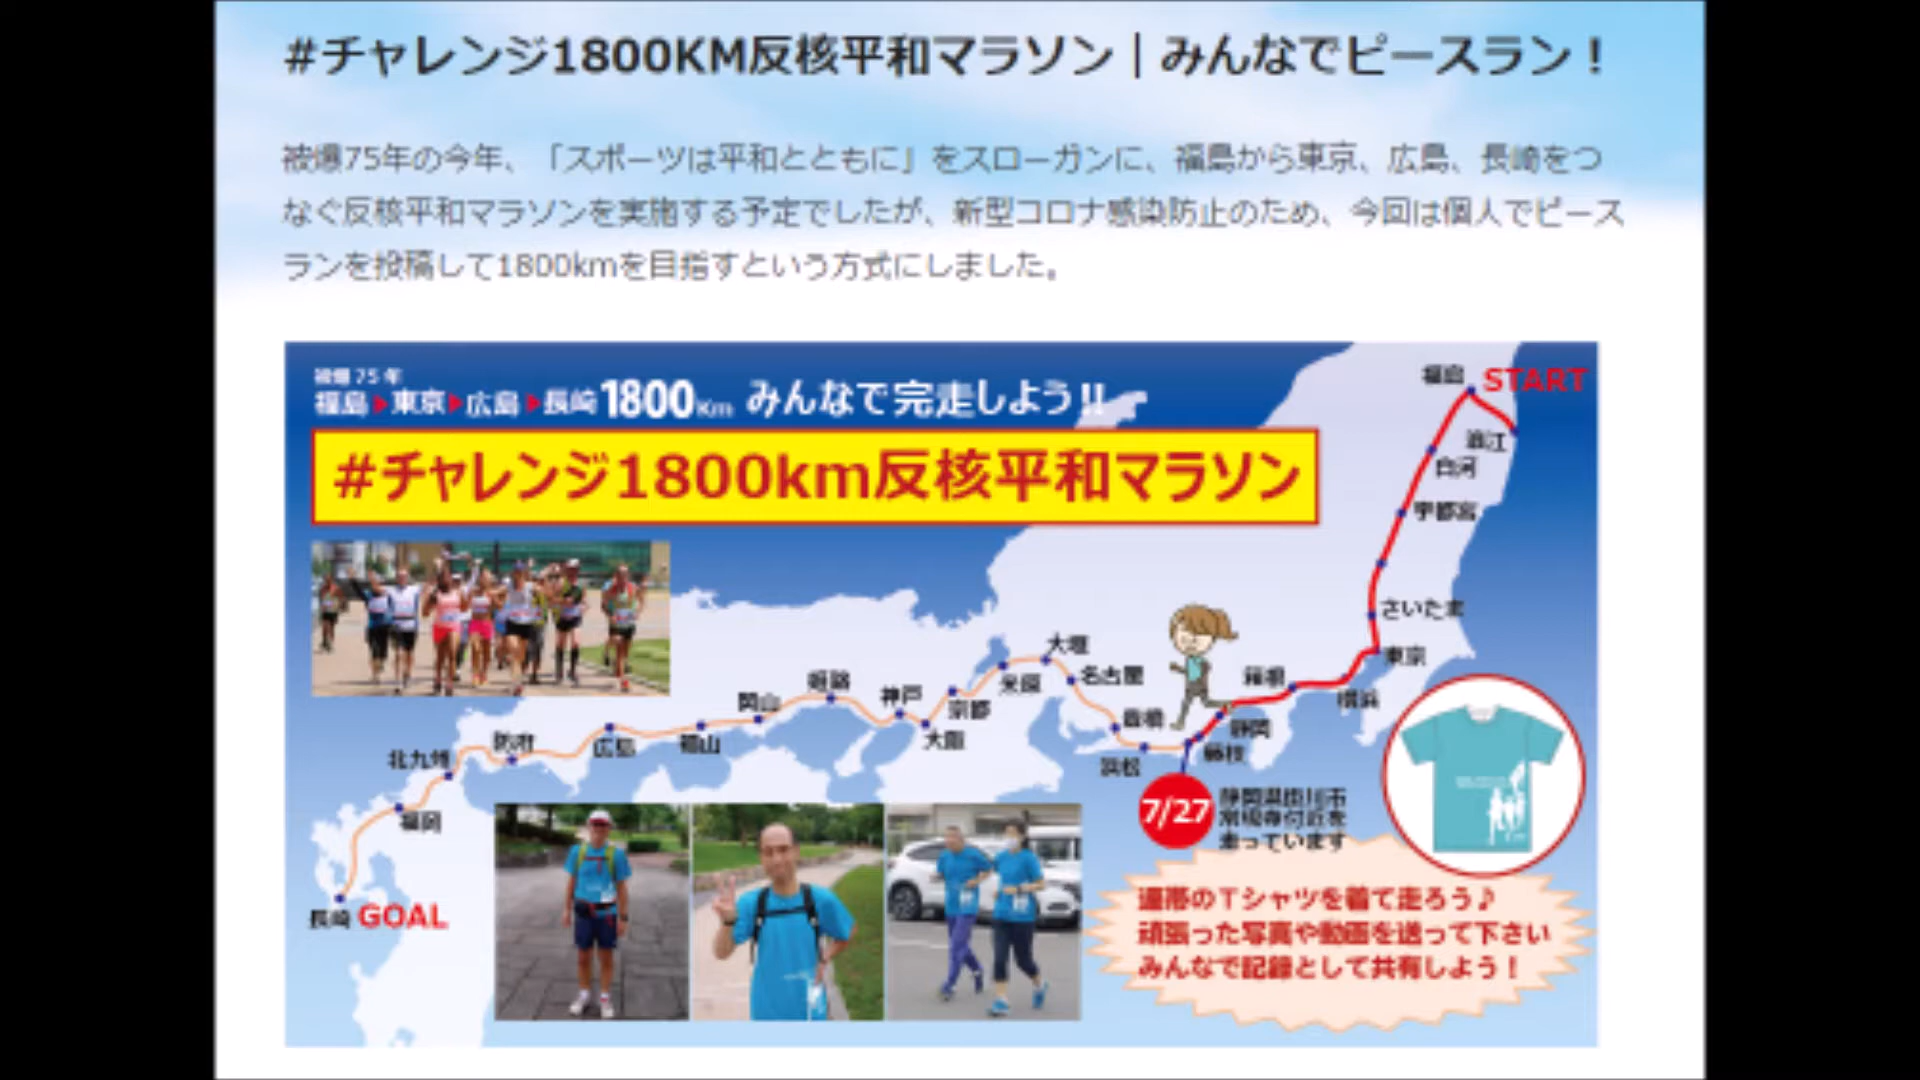 #チャレンジ1800KM反核平和マラソン｜みんなでピースラン！
被爆75年の今年、「スポーツは平和とともに」をスローガンに、福島から東京、広島、長崎をつ
なぐ反核平和マラソンを実施する予定でしたが、新型コロナ感染防止のため、今回は個人でピース
ランを投稿して1800kmを目指すという方式にしました。
被爆75年
福島▶東京▶広島▶長崎1800Km みんなで完走しよう!!
#チャレンジ1800km反核平和マラソン
福島 START
浪江
白河
宇都宮
さいたま
東京
横浜
箱根
静岡
藤枝
浜松
豊橋
名古屋
大垣
米原
京都
大阪
神戸
姫路
岡山
福山
広島
防府
北九州
福岡
長崎 GOAL
7/27
静岡県掛川市
付近を
走っています
連帯のTシャツを着て走ろう♪
頑張った写真や動画を送って下さい
みんなで記録として共有しよう！